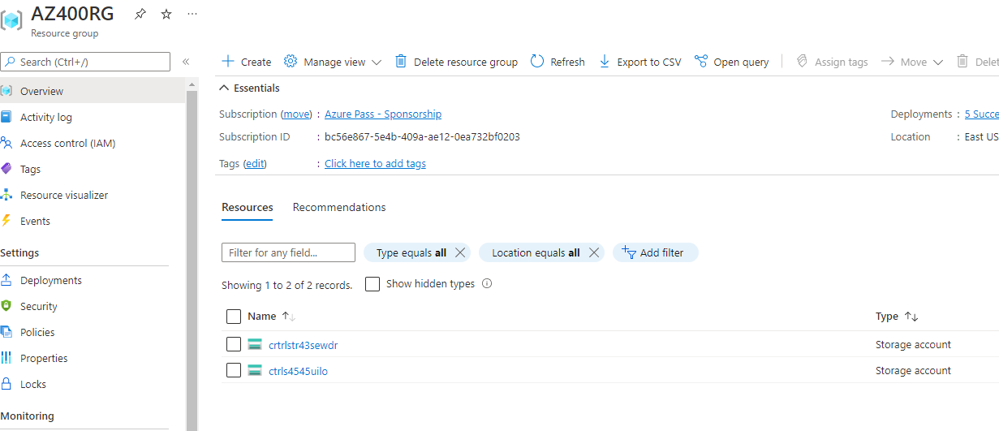 AZ400RG
Resource group
Search (Ctrl+/)
Overview
Activity log
Access control (IAM)
Tags
Resource visualizer
Events
Settings
Deployments
Security
Policies
Properties
Locks
Monitoring
Create Manage view Delete resource group Refresh Export to CSV Open query Assign tags Move
Essentials
Subscription (move) : Azure Pass - Sponsorship
Deployments : 5
Subscription ID : bc56e867-5e4b-409a-ae12-0ea732bf0203
Location : East US
Tags (edit) : Click here to add tags
Resources Recommendations
Filter for any field... Type equals all Location equals all Add filter
Showing 1 to 2 of 2 records. Show hidden types
Name Type
crtrlstr43sewdr Storage account
ctrls4545uilo Storage account